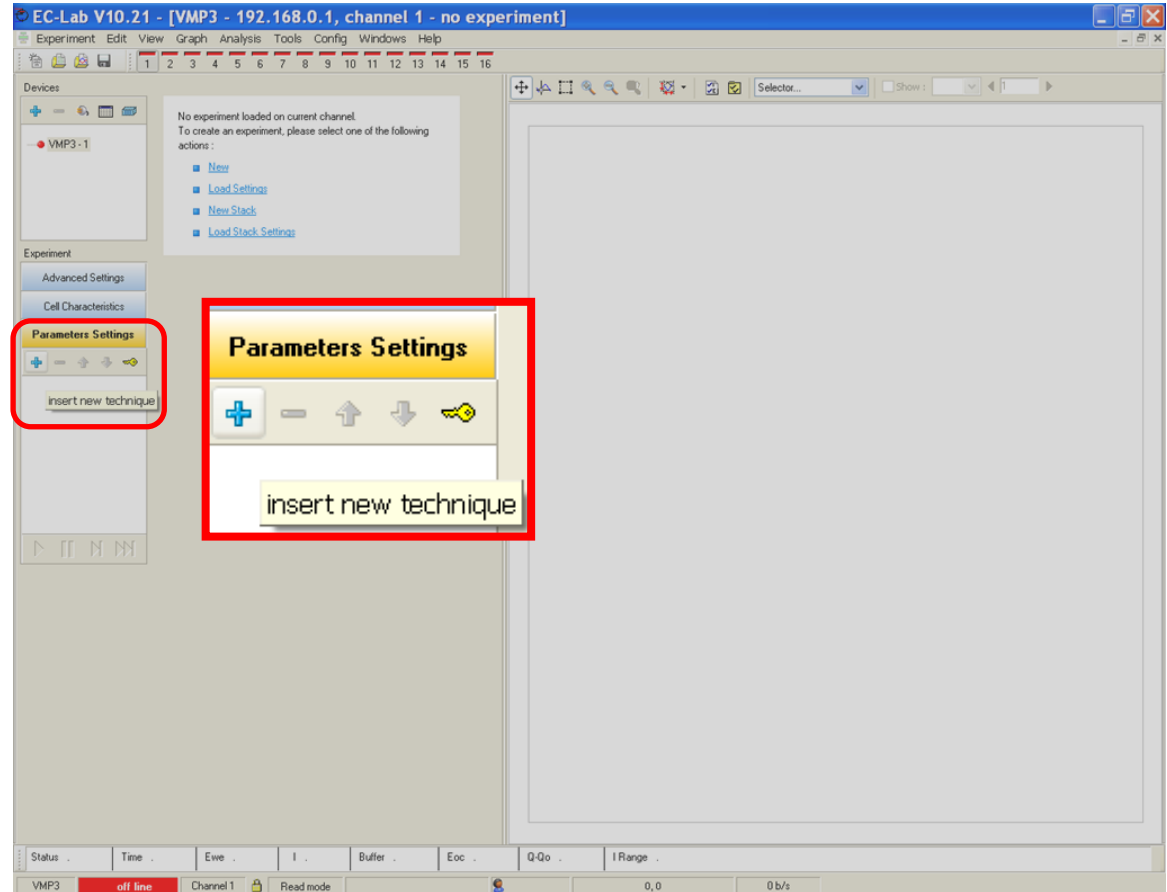 EC-Lab V10.21 - [VMP3 - 192.168.0.1, channel 1 - no experiment]
Experiment Edit View Graph Analysis Tools Config Windows Help
1 2 3 4 5 6 7 8 9 10 11 12 13 14 15 16
Devices
Selector... Show : 1
No experiment loaded on current channel.
To create an experiment, please select one of the following
actions :
VMP3 - 1
New
Load Settings
New Stack
Load Stack Settings
Experiment
Advanced Settings
Cell Characteristics
Parameters Settings
insert new technique
Parameters Settings
insert new technique
Status . Time . Ewe . I . Buffer . Eoc . Q-Qo . I Range .
VMP3 off line Channel 1 Read mode 0, 0 0 b/s